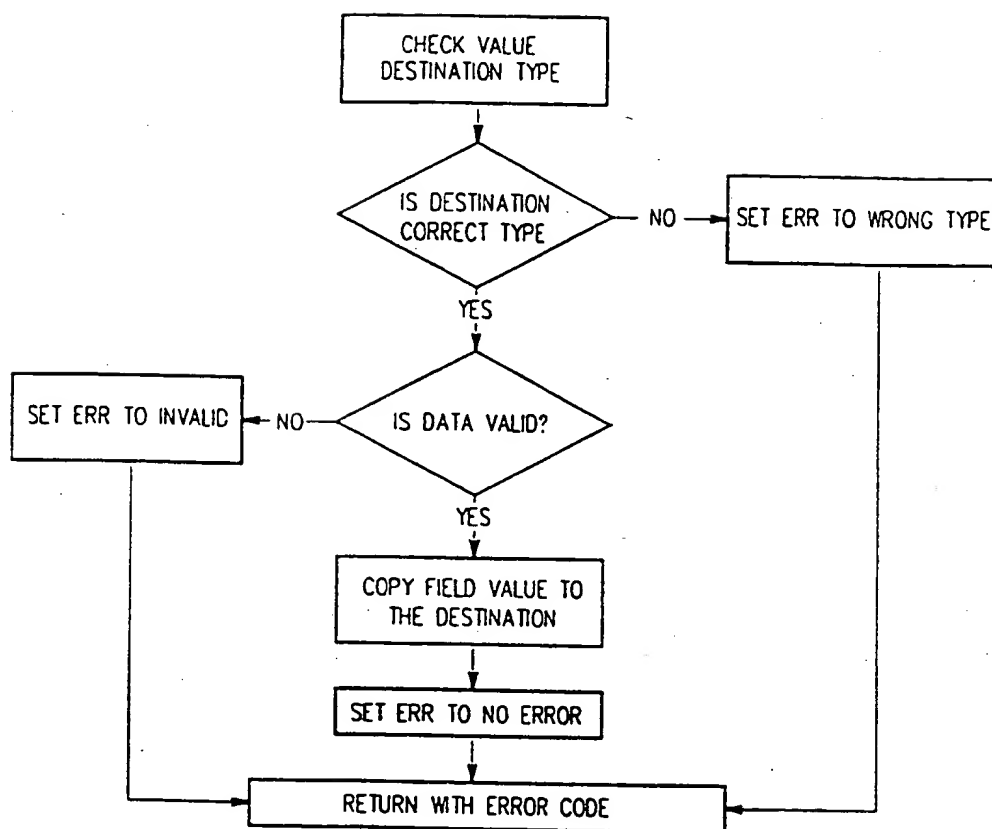 CHECK VALUE
DESTINATION TYPE
IS DESTINATION
CORRECT TYPE
NO
SET ERR TO WRONG TYPE
YES
SET ERR TO INVALID
NO
IS DATA VALID?
YES
COPY FIELD VALUE TO
THE DESTINATION
SET ERR TO NO ERROR
RETURN WITH ERROR CODE